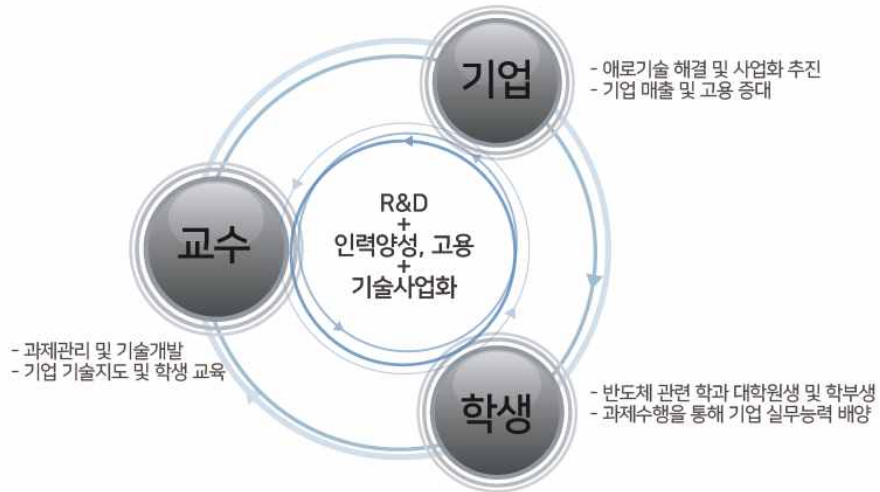 기업
- 애로기술 해결 및 사업화 추진
- 기업 매출 및 고용 증대
교수
R&D
+
인력양성, 고용
+
기술사업화
- 과제관리 및 기술개발
- 기업 기술지도 및 학생 교육
학생
- 반도체 관련 학과 대학원생 및 학부생
- 과제수행을 통해 기업 실무능력 배양